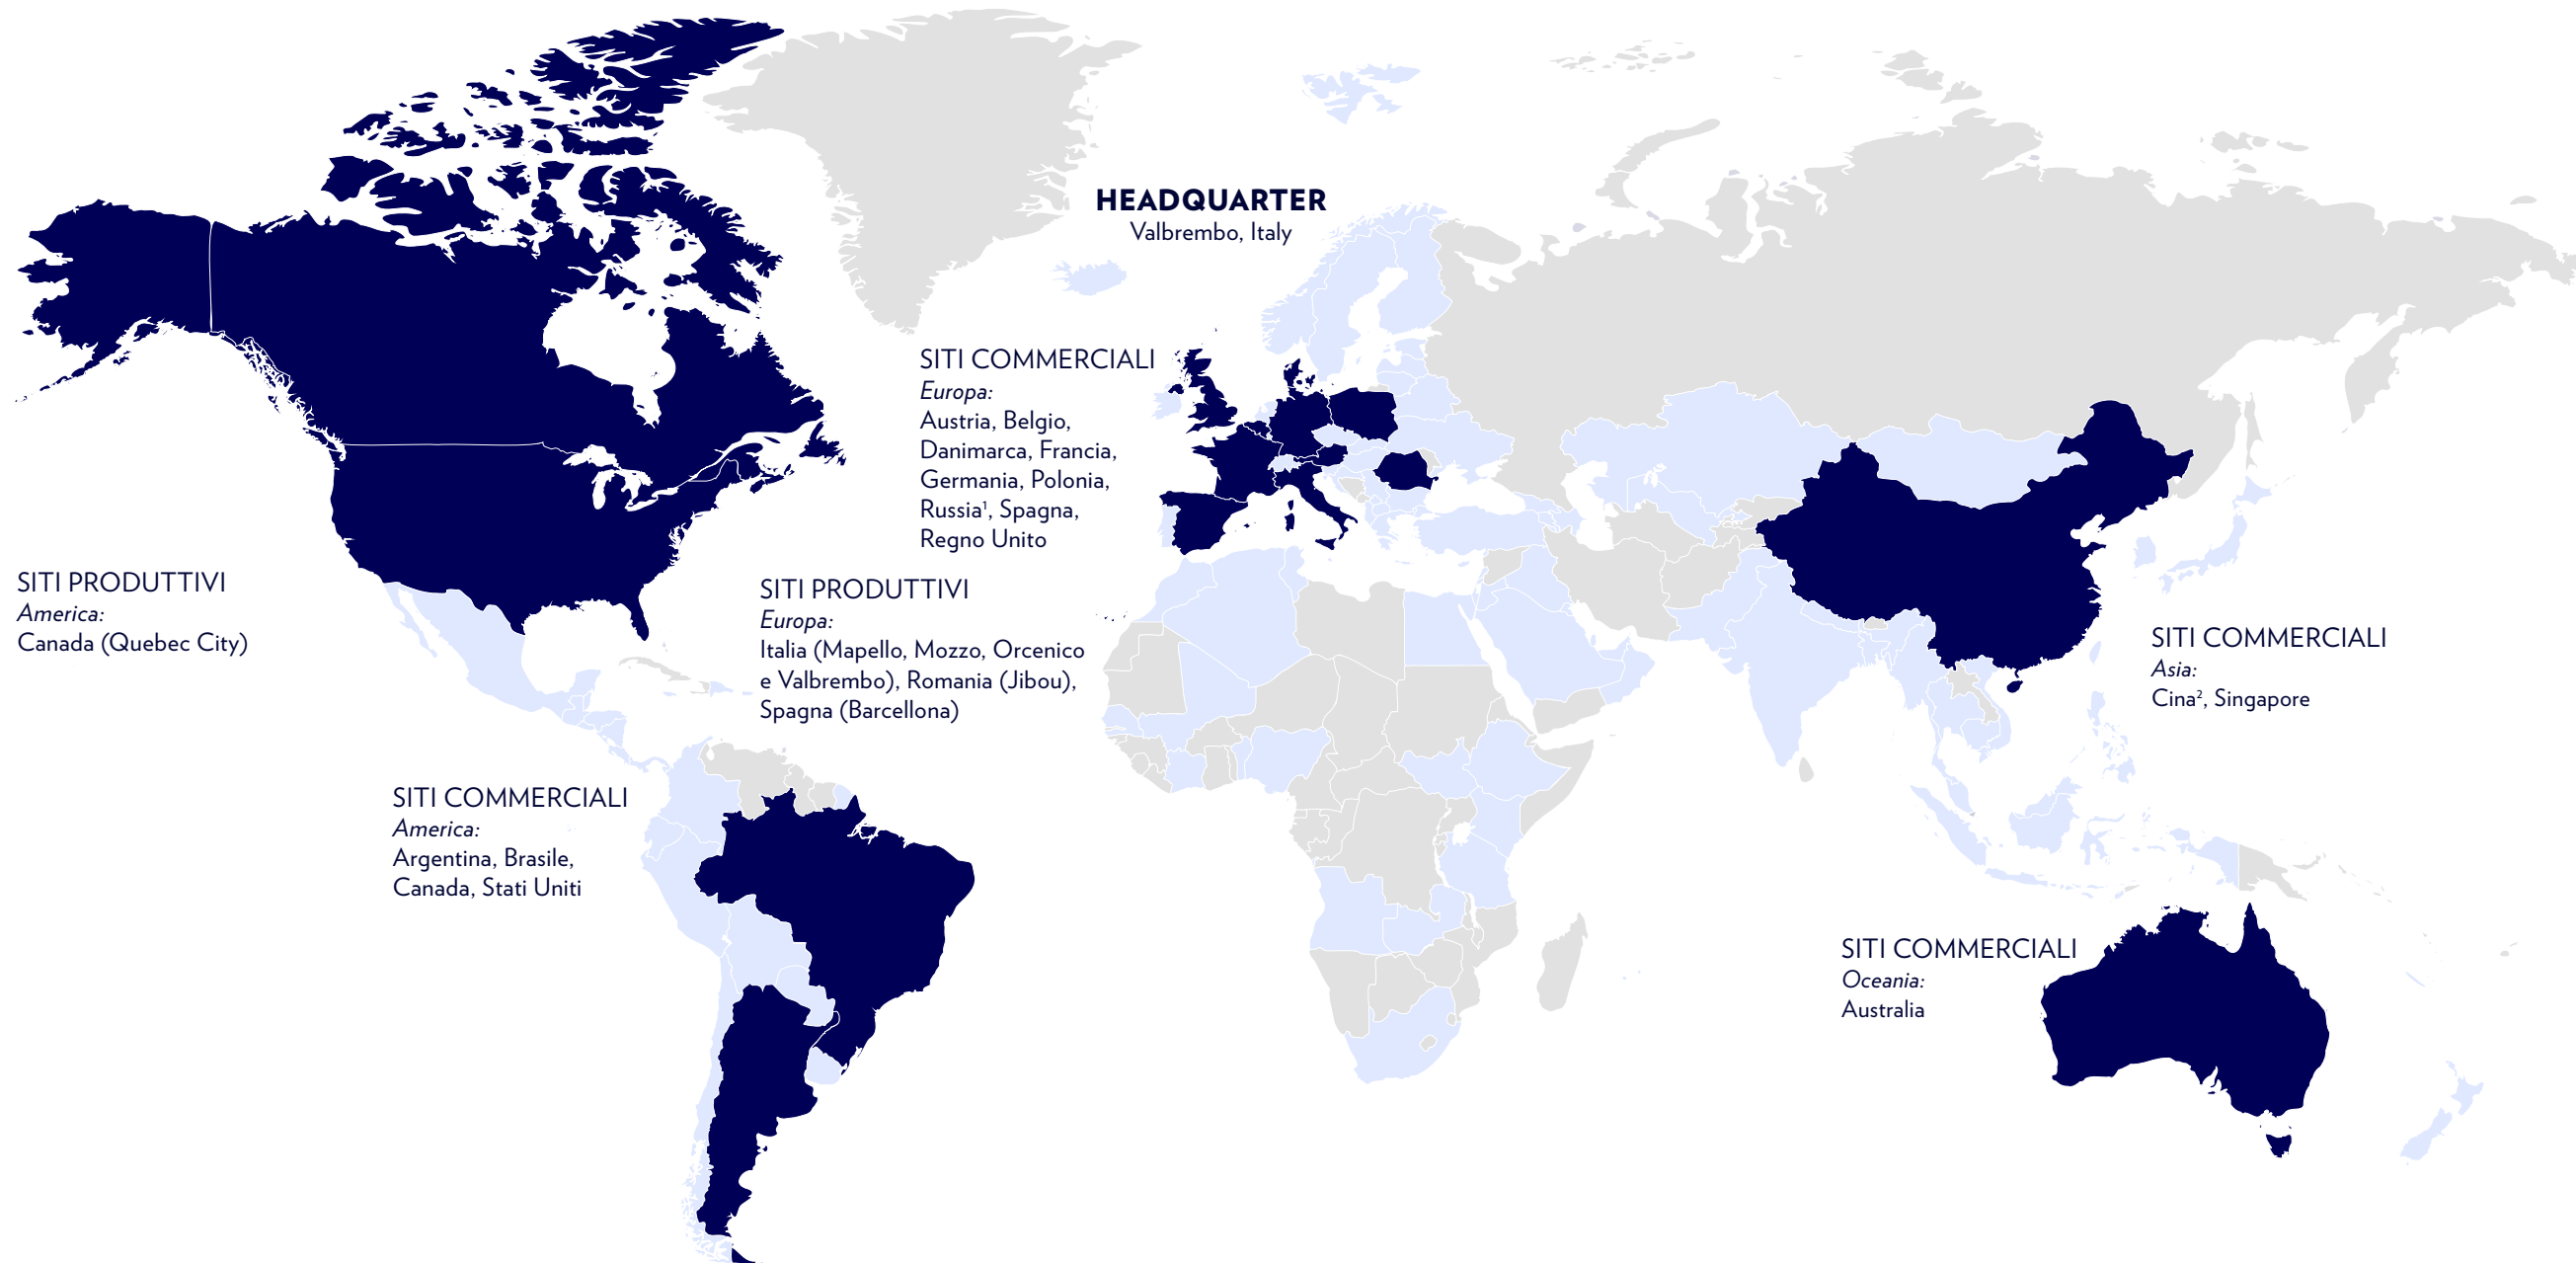 HEADQUARTER
Valbrembo, Italy
SITI COMMERCIALI
Europa:
Austria, Belgio,
Danimarca, Francia,
Germania, Polonia,
Russia¹, Spagna,
Regno Unito
SITI PRODUTTIVI
America:
Canada (Quebec City)
SITI PRODUTTIVI
Europa:
Italia (Mapello, Mozzo, Orcenico
e Valbrembo), Romania (Jibou),
Spagna (Barcellona)
SITI COMMERCIALI
Asia:
Cina², Singapore
SITI COMMERCIALI
America:
Argentina, Brasile,
Canada, Stati Uniti
SITI COMMERCIALI
Oceania:
Australia